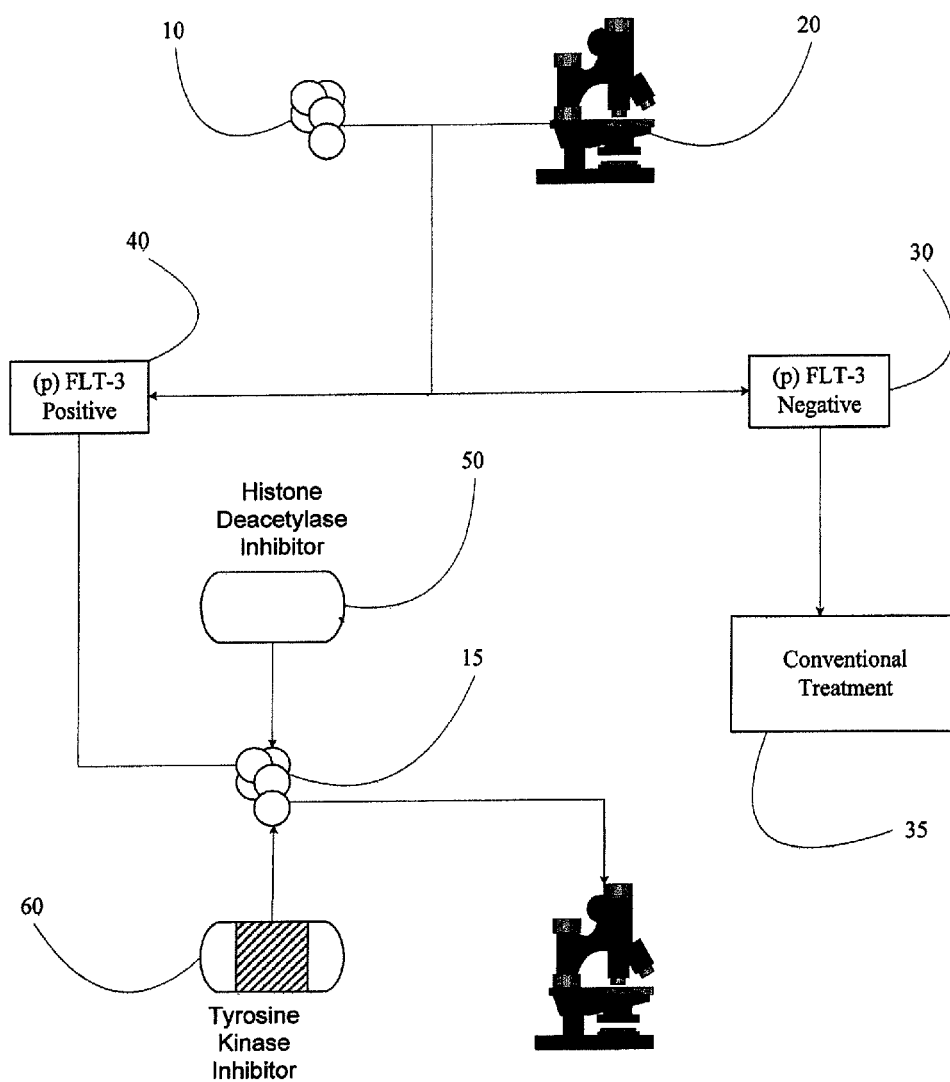 10
20
40
30
(p) FLT-3
Positive
(p) FLT-3
Negative
50
Histone
Deacetylase
Inhibitor
15
Conventional
Treatment
35
60
Tyrosine
Kinase
Inhibitor